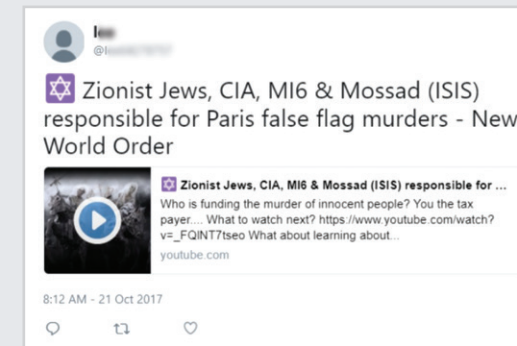 ✡ Zionist Jews, CIA, MI6 & Mossad (ISIS)
responsible for Paris false flag murders - New
World Order
✡ Zionist Jews, CIA, MI6 & Mossad (ISIS) responsible for ...
Who is funding the murder of innocent people? You the tax
payer.... What to watch next? https://www.youtube.com/watch?
v=_FQINT7tseo What about learning about...
youtube.com
8:12 AM - 21 Oct 2017